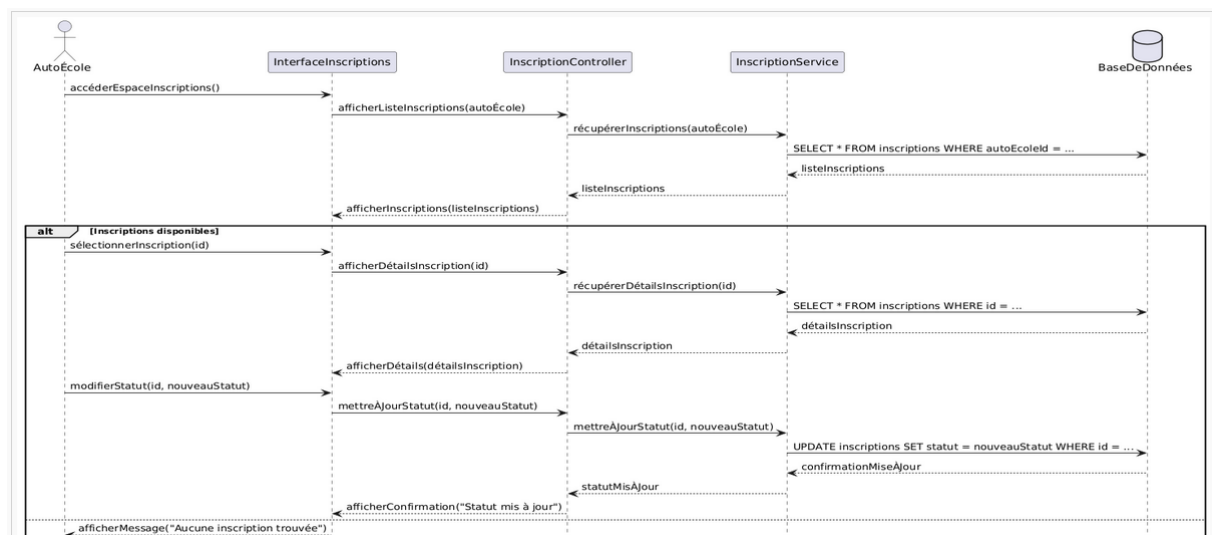 AutoÉcole
InterfaceInscriptions
InscriptionController
InscriptionService
BaseDeDonnées
accéderEspaceInscriptions()
afficherListeInscriptions(autoÉcole)
récupérerInscriptions(autoÉcole)
SELECT * FROM inscriptions WHERE autoEcoleId = ...
listeInscriptions
listeInscriptions
afficherInscriptions(listeInscriptions)
alt [Inscriptions disponibles]
sélectionnerInscription(id)
afficherDétailsInscription(id)
récupérerDétailsInscription(id)
SELECT * FROM inscriptions WHERE id = ...
détailsInscription
détailsInscription
afficherDétails(détailsInscription)
modifierStatut(id, nouveauStatut)
mettreÀJourStatut(id, nouveauStatut)
mettreÀJourStatut(id, nouveauStatut)
UPDATE inscriptions SET statut = nouveauStatut WHERE id = ...
confirmationMiseÀJour
statutMisÀJour
afficherConfirmation("Statut mis à jour")
afficherMessage("Aucune inscription trouvée")